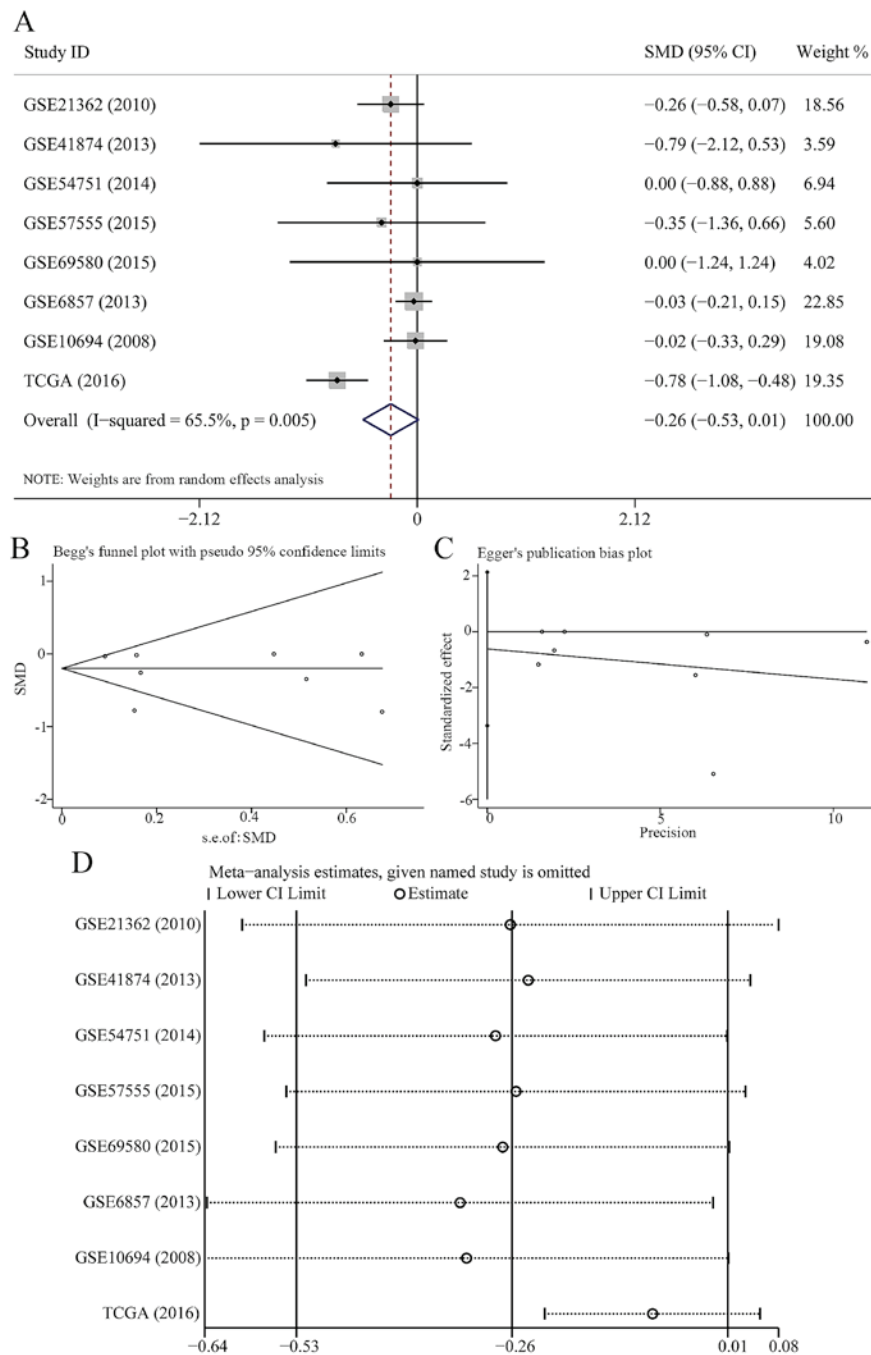 A
Study ID SMD (95% CI) Weight %
GSE21362 (2010) −0.26 (−0.58, 0.07) 18.56
GSE41874 (2013) −0.79 (−2.12, 0.53) 3.59
GSE54751 (2014) 0.00 (−0.88, 0.88) 6.94
GSE57555 (2015) −0.35 (−1.36, 0.66) 5.60
GSE69580 (2015) 0.00 (−1.24, 1.24) 4.02
GSE6857 (2013) −0.03 (−0.21, 0.15) 22.85
GSE10694 (2008) −0.02 (−0.33, 0.29) 19.08
TCGA (2016) −0.78 (−1.08, −0.48) 19.35
Overall (I−squared = 65.5%, p = 0.005) −0.26 (−0.53, 0.01) 100.00
NOTE: Weights are from random effects analysis
−2.12 0 2.12
B
Begg's funnel plot with pseudo 95% confidence limits
SMD
1
0
-1
-2
0 0.2 0.4 0.6
s.e.of:SMD
C
Egger's publication bias plot
Standardized effect
2
0
-2
-4
-6
0 5 10
Precision
D
Meta−analysis estimates, given named study is omitted
Lower CI Limit Estimate Upper CI Limit
GSE21362 (2010)
GSE41874 (2013)
GSE54751 (2014)
GSE57555 (2015)
GSE69580 (2015)
GSE6857 (2013)
GSE10694 (2008)
TCGA (2016)
−0.64 −0.53 −0.26 0.01 0.08